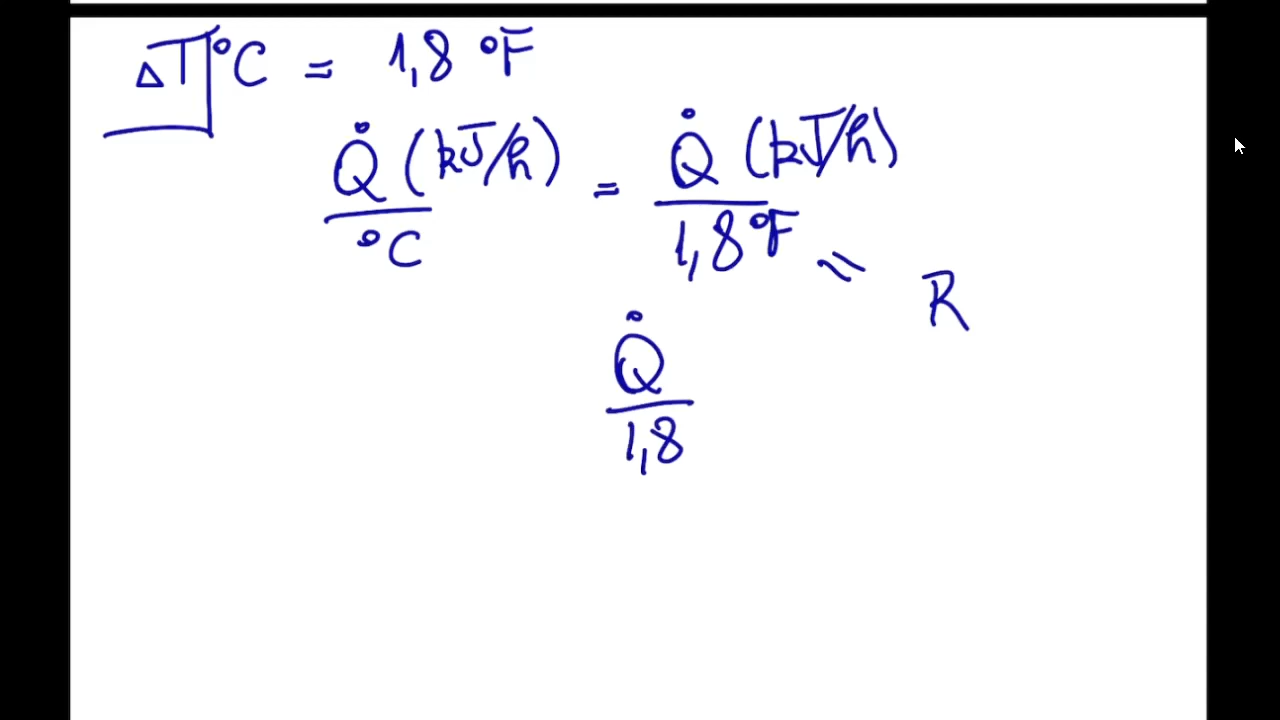 ΔT °C = 1,8 °F
Q̇ (kJ/h) / °C = Q̇ (kJ/h) / 1,8 °F =
Q̇ / 1,8 R